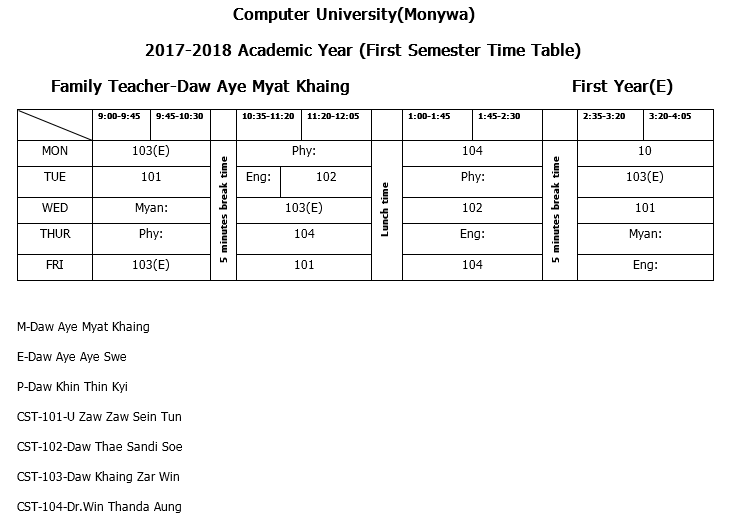 Computer University(Monywa)
2017-2018 Academic Year (First Semester Time Table)
Family Teacher-Daw Aye Myat Khaing First Year(E)
9:00-9:45 9:45-10:30 10:35-11:20 11:20-12:05 1:00-1:45 1:45-2:30 2:35-3:20 3:20-4:05
MON 103(E) Phy: 104 10
TUE 101 Eng: 102 Phy: 103(E)
WED Myan: 103(E) 102 101
THUR Phy: 104 Eng: Myan:
FRI 103(E) 101 104 Eng:
5 minutes break time
Lunch time
5 minutes break time
M-Daw Aye Myat Khaing
E-Daw Aye Aye Swe
P-Daw Khin Thin Kyi
CST-101-U Zaw Zaw Sein Tun
CST-102-Daw Thae Sandi Soe
CST-103-Daw Khaing Zar Win
CST-104-Dr.Win Thanda Aung